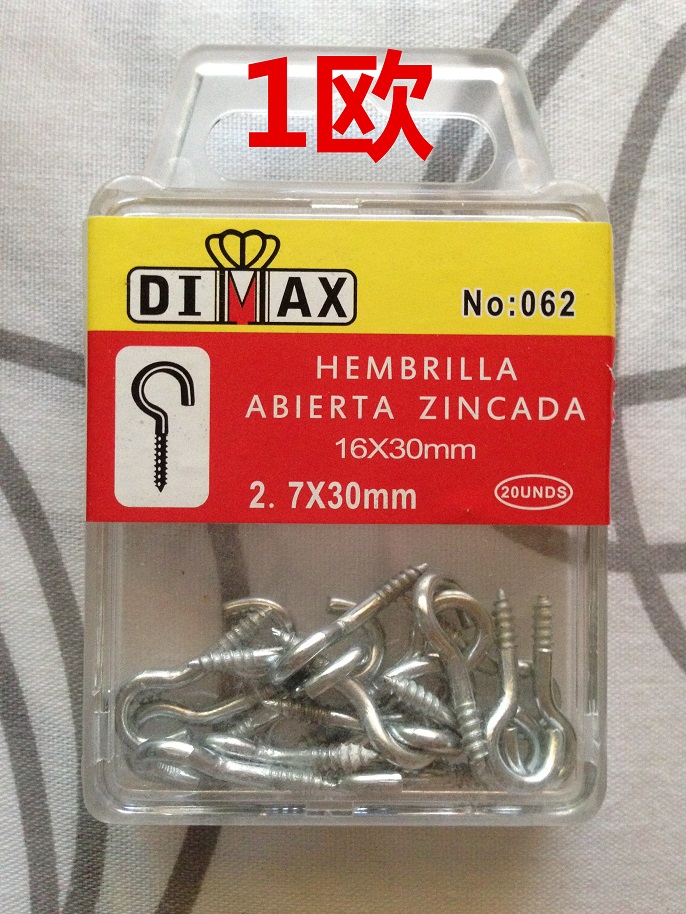 1欧
DIMAX
No:062
HEMBRILLA
ABIERTA ZINCADA
16X30mm
2. 7X30mm
20UNDS